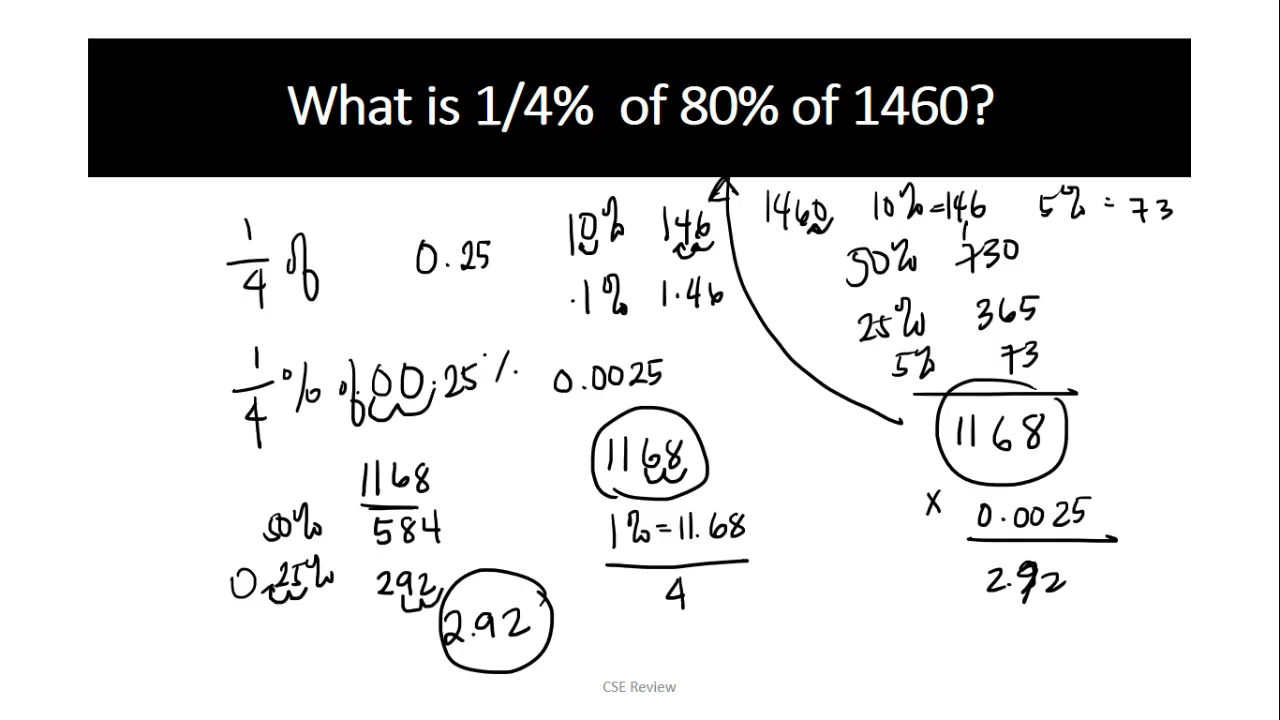 What is 1/4% of 80% of 1460?
1/4 of 0.25
10% 146
.1% 1.46
1460 10%=146 5% = 73
50% 730
25% 365
5% 73
1168
x 0.0025
2.92
1/4 % of 00.25% 0.0025
1168
50% 584
0.25% 292
2.92
1168
1%=11.68
4
CSE Review